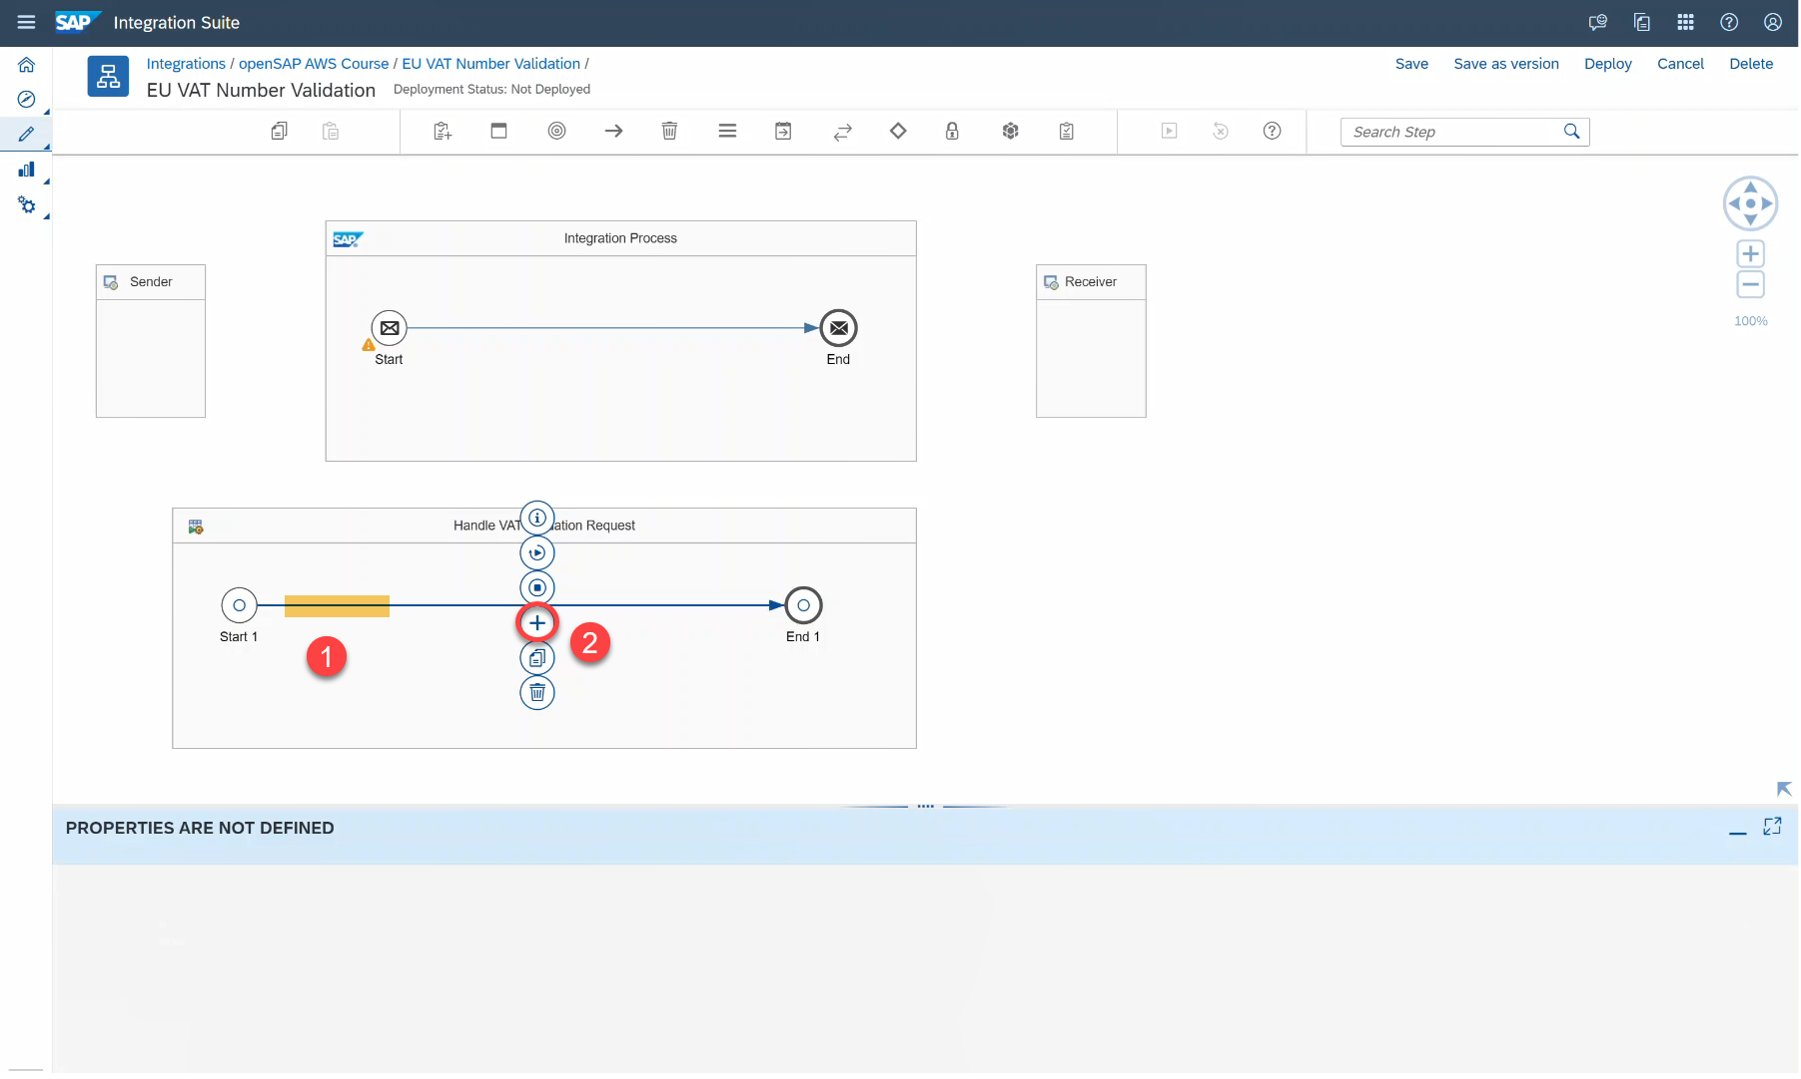 SAP Integration Suite
Integrations / openSAP AWS Course / EU VAT Number Validation /
EU VAT Number Validation Deployment Status: Not Deployed
Save Save as version Deploy Cancel Delete
Search Step
SAP Integration Process
Sender
Receiver
Start
End
100%
Handle VAT ation Request
Start 1
End 1
1
2
PROPERTIES ARE NOT DEFINED